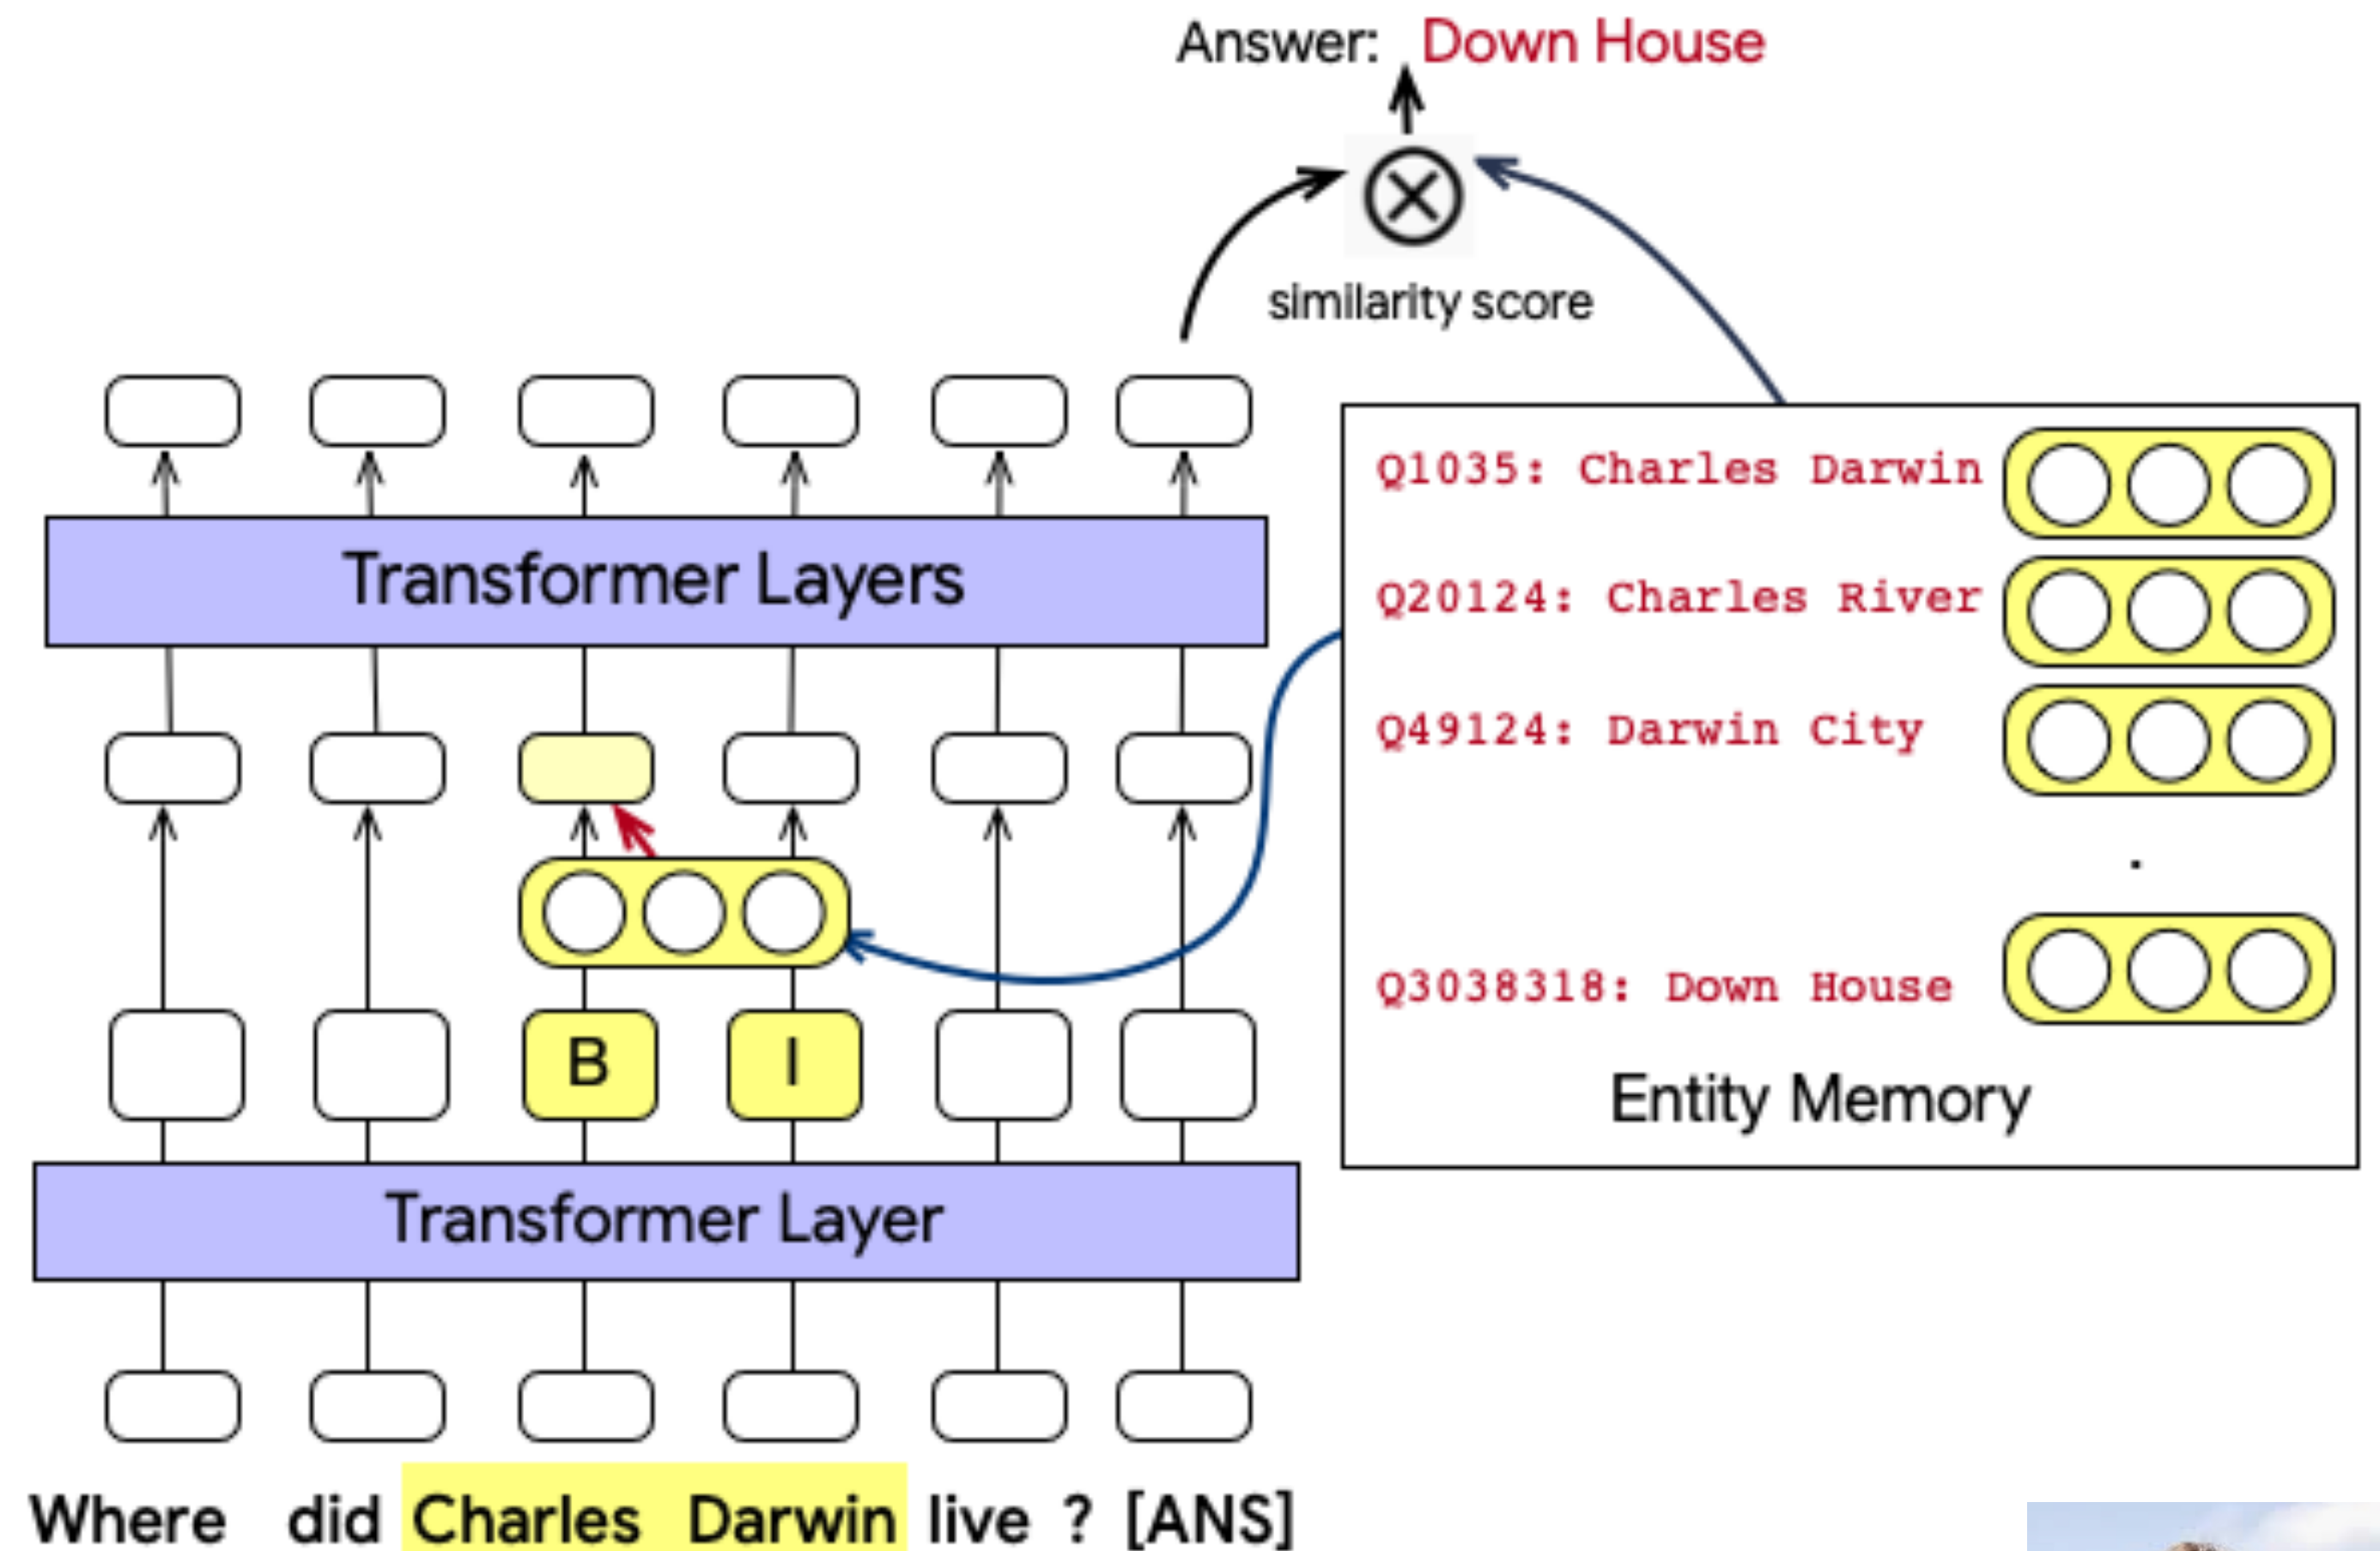 Answer: Down House
similarity score
Transformer Layers
Q1035: Charles Darwin
Q20124: Charles River
Q49124: Darwin City
.
Q3038318: Down House
Entity Memory
B I
Transformer Layer
Where did Charles Darwin live ? [ANS]